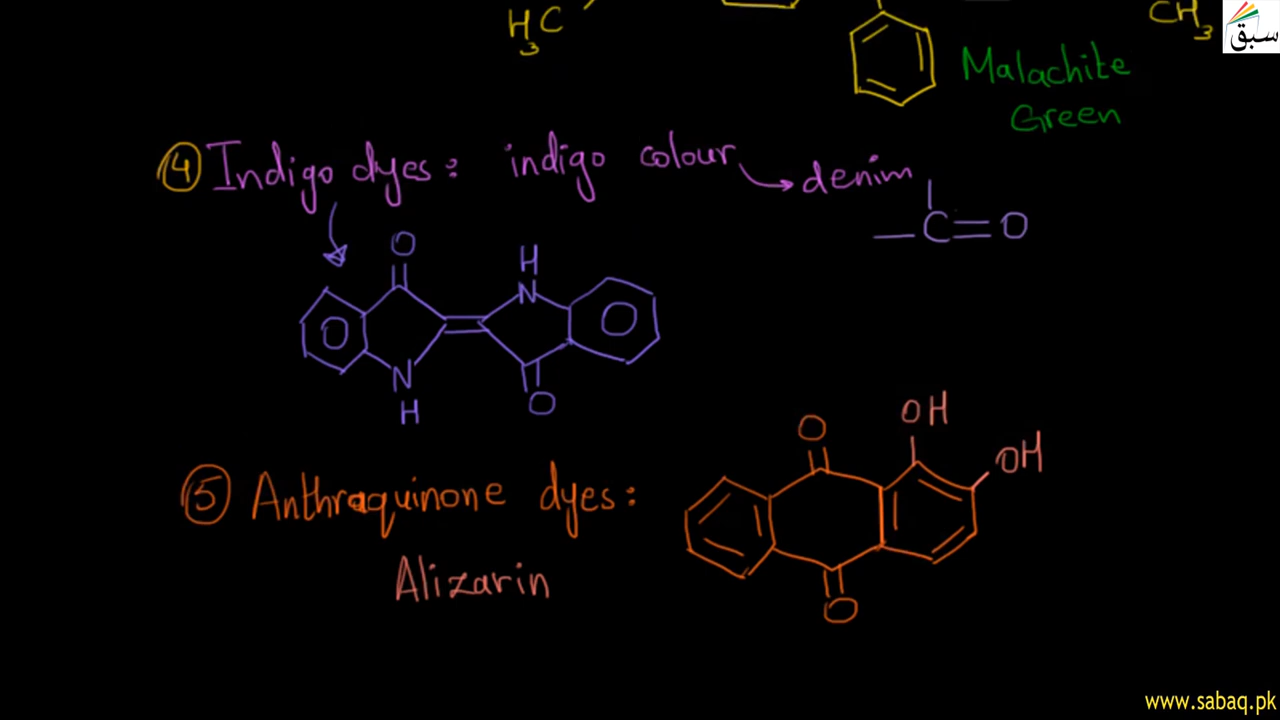 H3C
CH3
سبق
Malachite
Green
④ Indigo dyes: indigo colour → denim
— C = O
O
H
N
O
O
N
H
O
O
OH
OH
⑤ Anthraquinone dyes:
Alizarin
O
www.sabaq.pk